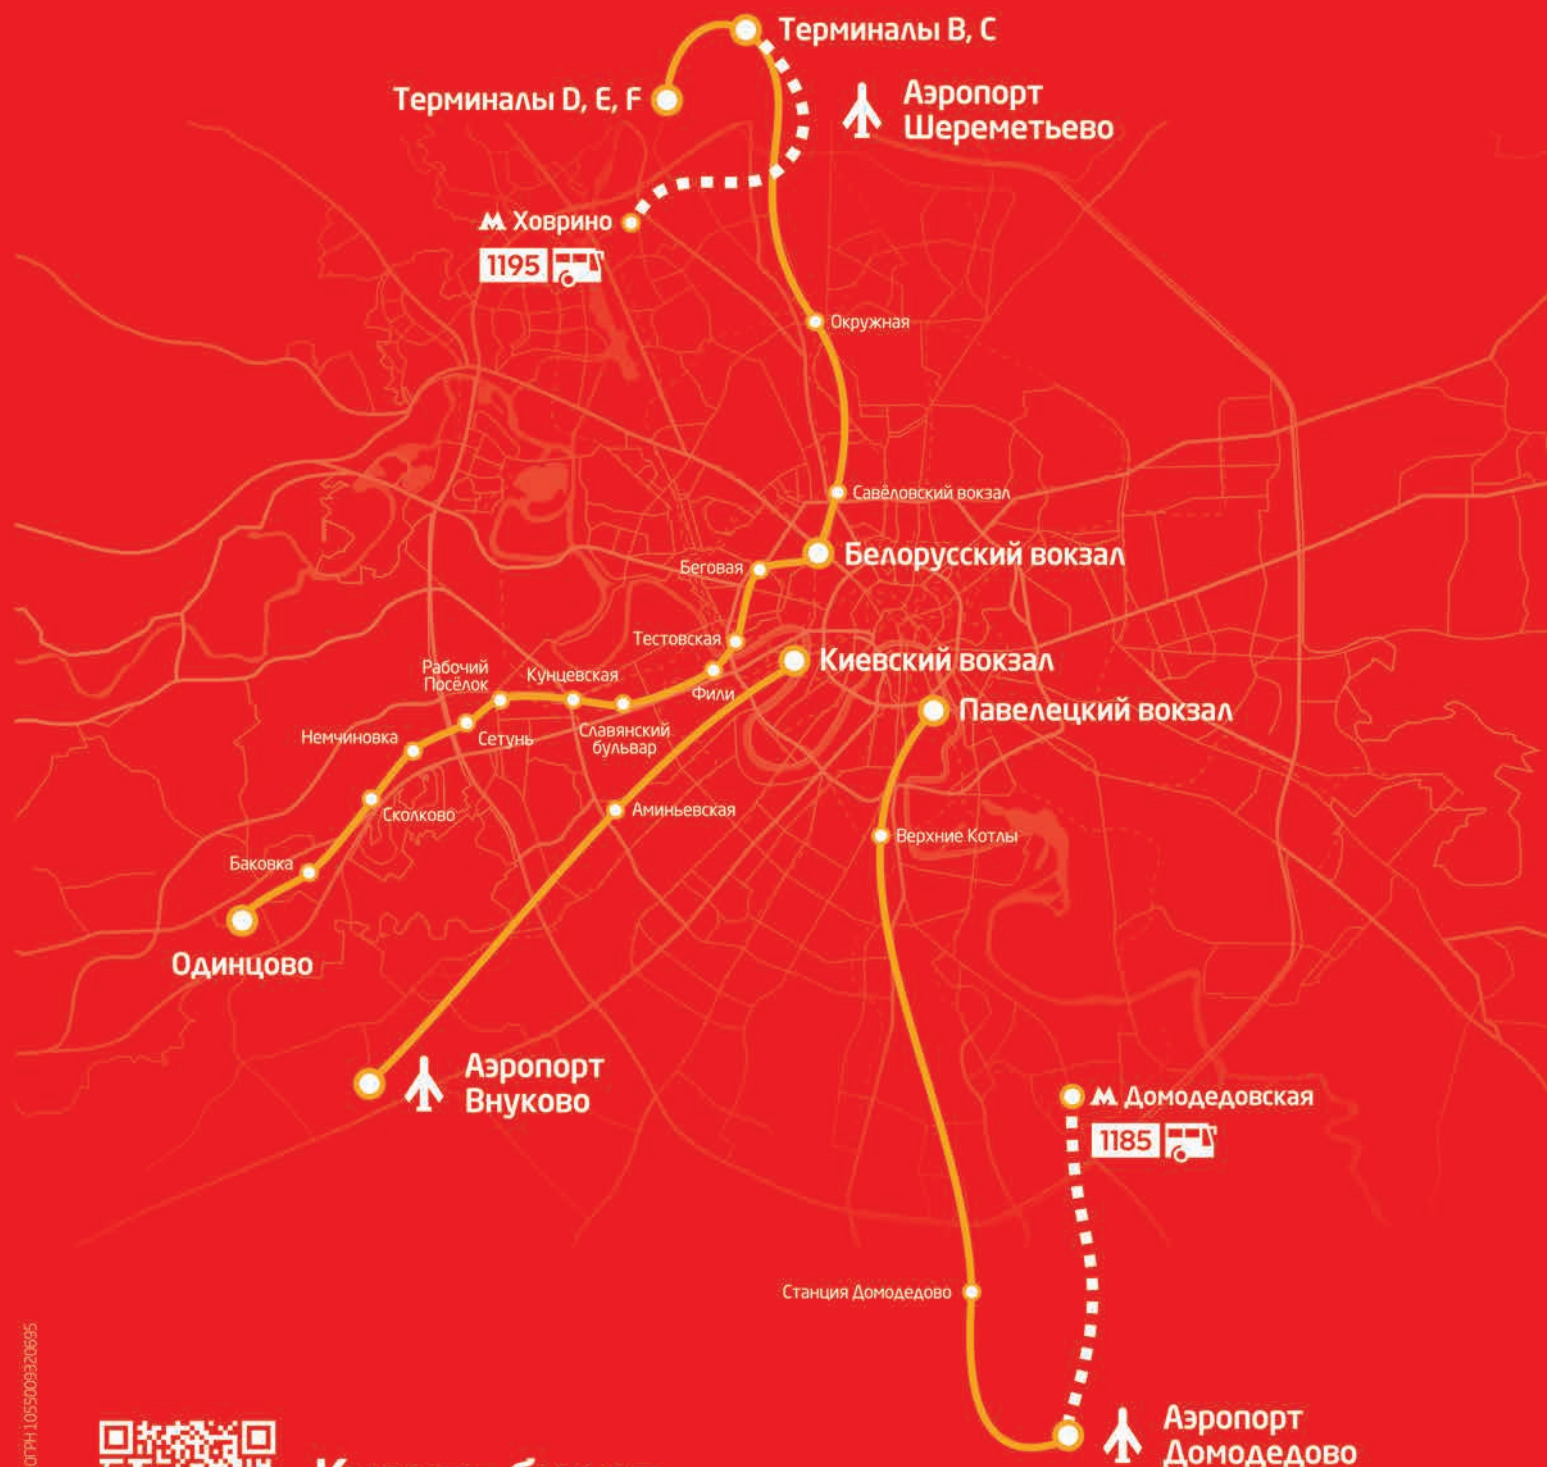 Терминалы B, C
Терминалы D, E, F
Аэропорт
Шереметьево
М Ховрино
1195
Окружная
Савёловский вокзал
Белорусский вокзал
Беговая
Тестовская
Киевский вокзал
Рабочий
Посёлок
Кунцевская
Фили
Павелецкий вокзал
Немчиновка
Сетунь
Славянский
бульвар
Сколково
Аминьевская
Верхние Котлы
Баковка
Одинцово
Аэропорт
Внуково
М Домодедовская
1185
Станция Домодедово
Аэропорт
Домодедово
ОГРН 1055009320695